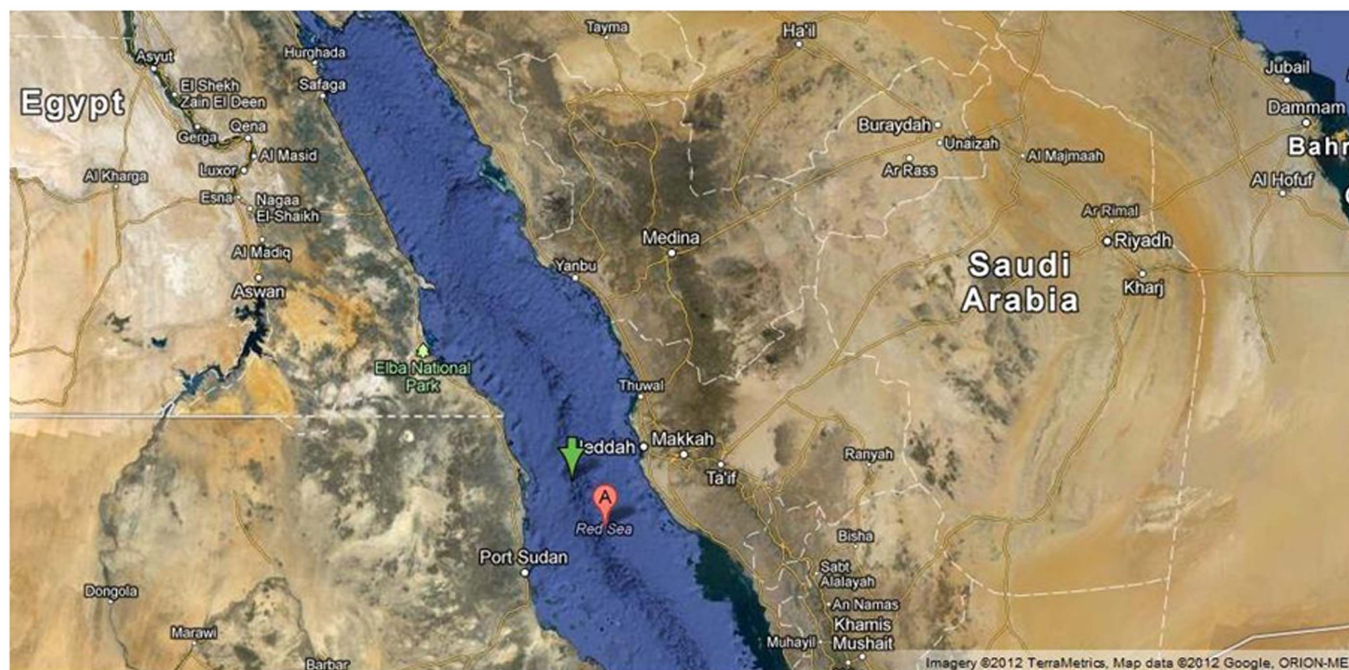 Tayma
Ha'il
Hurghada
Asyut
Jubail
El Shekh
Zain El Deen
Safaga
Egypt
Dammam
Gerga
Qena
Buraydah
Unaizah
Bahr
Al Masid
Al Majmaah
Luxor
Ar Rass
Al Kharga
Al Hofuf
Esna
Nagaa
El-Shaikh
Ar Rimal
Medina
Riyadh
Al Madiq
Yanbu
Saudi
Arabia
Aswan
Kharj
Elba National
Park
Thuwal
eddah
Makkah
Ta'if
Ranyah
A
Red Sea
Bisha
Port Sudan
Sabt
Alalayah
Dongola
An Namas
Khamis
Mushait
Marawi
Muhayil
Barbar
Imagery ©2012 TerraMetrics, Map data ©2012 Google, ORION-ME